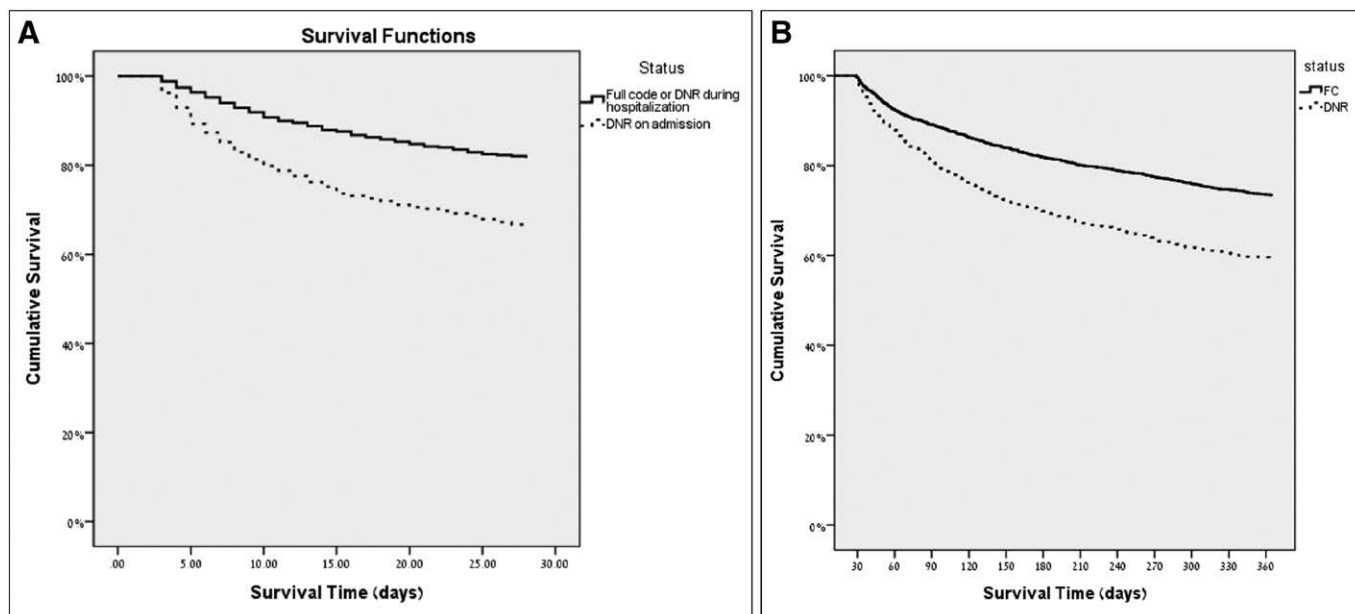 A
Survival Functions
Status
Full code or DNR during
hospitalization
DNR on admission
100%
80%
60%
40%
20%
0%
Cumulative Survival
.00 5.00 10.00 15.00 20.00 25.00 30.00
Survival Time (days)
B
status
FC
DNR
100%
80%
60%
40%
20%
0%
Cumulative Survival
30 60 90 120 150 180 210 240 270 300 330 360
Survival Time (days)